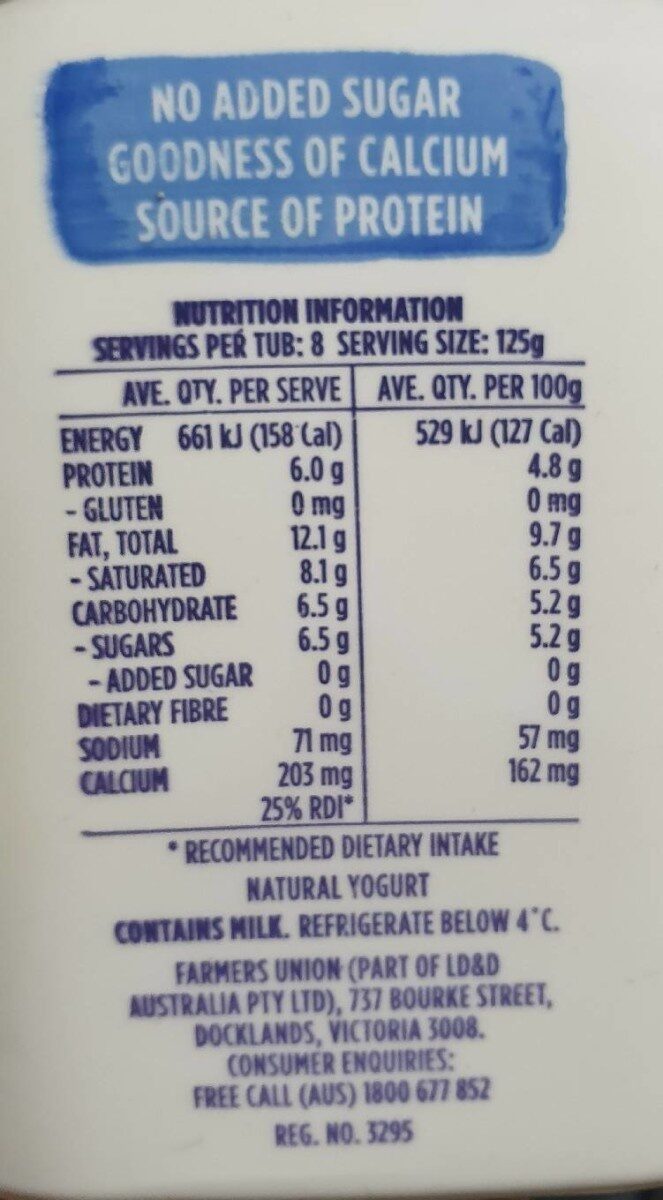 NO ADDED SUGAR
GOODNESS OF CALCIUM
SOURCE OF PROTEIN
NUTRITION INFORMATION
SERVINGS PER TUB: 8 SERVING SIZE: 125g
AVE. QTY. PER SERVE AVE. QTY. PER 100g
ENERGY 661 kJ (158 Cal) 529 kJ (127 Cal)
PROTEIN 6.0 g 4.8 g
- GLUTEN 0 mg 0 mg
FAT, TOTAL 12.1 g 9.7 g
- SATURATED 8.1 g 6.5 g
CARBOHYDRATE 6.5 g 5.2 g
- SUGARS 6.5 g 5.2 g
- ADDED SUGAR 0 g 0 g
DIETARY FIBRE 0 g 0 g
SODIUM 71 mg 57 mg
CALCIUM 203 mg 162 mg
25% RDI*
* RECOMMENDED DIETARY INTAKE
NATURAL YOGURT
CONTAINS MILK. REFRIGERATE BELOW 4°C.
FARMERS UNION (PART OF LD&D
AUSTRALIA PTY LTD), 737 BOURKE STREET,
DOCKLANDS, VICTORIA 3008.
CONSUMER ENQUIRIES:
FREE CALL (AUS) 1800 677 852
REG. NO. 3295